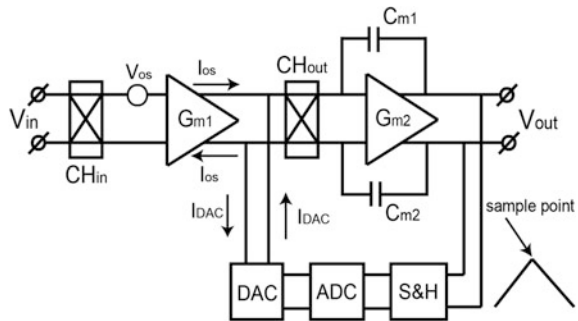 Cm1
Ios
CHout
Vos
Vin
Gm1
Gm2
Vout
Ios
CHin
Cm2
IDAC
IDAC
sample point
DAC
ADC
S&H